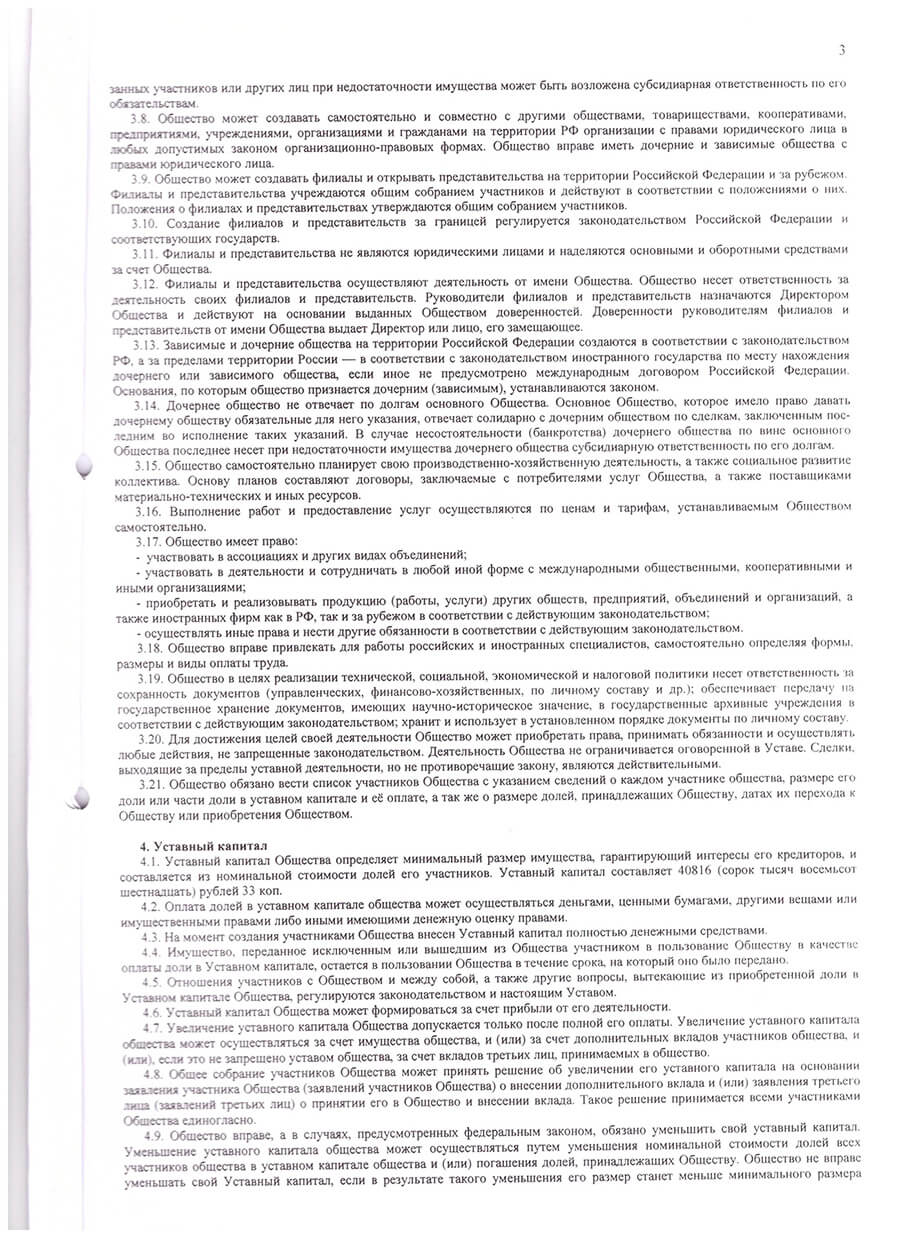 3
занных участников или других лиц при недостаточности имущества может быть возложена субсидиарная ответственность по его
обязательствам.
3.8. Общество может создавать самостоятельно и совместно с другими обществами, товариществами, кооперативами,
предприятиями, учреждениями, организациями и гражданами на территории РФ организации с правами юридического лица в
любых допустимых законом организационно-правовых формах. Общество вправе иметь дочерние и зависимые общества с
правами юридического лица.
3.9. Общество может создавать филиалы и открывать представительства на территории Российской Федерации и за рубежом.
Филиалы и представительства учреждаются общим собранием участников и действуют в соответствии с положениями о них.
Положения о филиалах и представительствах утверждаются общим собранием участников.
3.10. Создание филиалов и представительств за границей регулируется законодательством Российской Федерации и
соответствующих государств.
3.11. Филиалы и представительства не являются юридическими лицами и наделяются основными и оборотными средствами
за счет Общества.
3.12. Филиалы и представительства осуществляют деятельность от имени Общества. Общество несет ответственность за
деятельность своих филиалов и представительств. Руководители филиалов и представительств назначаются Директором
Общества и действуют на основании выданных Обществом доверенностей. Доверенности руководителям филиалов и
представительств от имени Общества выдает Директор или лицо, его замещающее.
3.13. Зависимые и дочерние общества на территории Российской Федерации создаются в соответствии с законодательством
РФ, а за пределами территории России — в соответствии с законодательством иностранного государства по месту нахождения
дочернего или зависимого общества, если иное не предусмотрено международным договором Российской Федерации.
Основания, по которым общество признается дочерним (зависимым), устанавливаются законом.
3.14. Дочернее общество не отвечает по долгам основного Общества. Основное Общество, которое имело право давать
дочернему обществу обязательные для него указания, отвечает солидарно с дочерним обществом по сделкам, заключенным пос-
ледним во исполнение таких указаний. В случае несостоятельности (банкротства) дочернего общества по вине основного
Общества последнее несет при недостаточности имущества дочернего общества субсидиарную ответственность по его долгам.
3.15. Общество самостоятельно планирует свою производственно-хозяйственную деятельность, а также социальное развитие
коллектива. Основу планов составляют договоры, заключаемые с потребителями услуг Общества, а также поставщиками
материально-технических и иных ресурсов.
3.16. Выполнение работ и предоставление услуг осуществляются по ценам и тарифам, устанавливаемым Обществом
самостоятельно.
3.17. Общество имеет право:
- участвовать в ассоциациях и других видах объединений;
- участвовать в деятельности и сотрудничать в любой иной форме с международными общественными, кооперативными и
иными организациями;
- приобретать и реализовывать продукцию (работы, услуги) других обществ, предприятий, объединений и организаций, а
также иностранных фирм как в РФ, так и за рубежом в соответствии с действующим законодательством;
- осуществлять иные права и нести другие обязанности в соответствии с действующим законодательством.
3.18. Общество вправе привлекать для работы российских и иностранных специалистов, самостоятельно определяя формы,
размеры и виды оплаты труда.
3.19. Общество в целях реализации технической, социальной, экономической и налоговой политики несет ответственность за
сохранность документов (управленческих, финансово-хозяйственных, по личному составу и др.); обеспечивает передачу на
государственное хранение документов, имеющих научно-историческое значение, в государственные архивные учреждения в
соответствии с действующим законодательством; хранит и использует в установленном порядке документы по личному составу.
3.20. Для достижения целей своей деятельности Общество может приобретать права, принимать обязанности и осуществлять
любые действия, не запрещенные законодательством. Деятельность Общества не ограничивается оговоренной в Уставе. Сделки,
выходящие за пределы уставной деятельности, но не противоречащие закону, являются действительными.
3.21. Общество обязано вести список участников Общества с указанием сведений о каждом участнике общества, размере его
доли или части доли в уставном капитале и её оплате, а так же о размере долей, принадлежащих Обществу, датах их перехода к
Обществу или приобретения Обществом.
4. Уставный капитал
4.1. Уставный капитал Общества определяет минимальный размер имущества, гарантирующий интересы его кредиторов, и
составляется из номинальной стоимости долей его участников. Уставный капитал составляет 40816 (сорок тысяч восемьсот
шестнадцать) рублей 33 коп.
4.2. Оплата долей в уставном капитале общества может осуществляться деньгами, ценными бумагами, другими вещами или
имущественными правами либо иными имеющими денежную оценку правами.
4.3. На момент создания участниками Общества внесен Уставный капитал полностью денежными средствами.
4.4. Имущество, переданное исключенным или вышедшим из Общества участником в пользование Обществу в качестве
оплаты доли в Уставном капитале, остается в пользовании Общества в течение срока, на который оно было передано.
4.5. Отношения участников с Обществом и между собой, а также другие вопросы, вытекающие из приобретенной доли в
Уставном капитале Общества, регулируются законодательством и настоящим Уставом.
4.6. Уставный капитал Общества может формироваться за счет прибыли от его деятельности.
4.7. Увеличение уставного капитала Общества допускается только после полной его оплаты. Увеличение уставного капитала
общества может осуществляться за счет имущества общества, и (или) за счет дополнительных вкладов участников общества, и
(или), если это не запрещено уставом общества, за счет вкладов третьих лиц, принимаемых в общество.
4.8. Общее собрание участников Общества может принять решение об увеличении его уставного капитала на основании
заявления участника Общества (заявлений участников Общества) о внесении дополнительного вклада и (или) заявления третьего
лица (заявлений третьих лиц) о принятии его в Общество и внесении вклада. Такое решение принимается всеми участниками
Общества единогласно.
4.9. Общество вправе, а в случаях, предусмотренных федеральным законом, обязано уменьшить свой уставный капитал.
Уменьшение уставного капитала общества может осуществляться путем уменьшения номинальной стоимости долей всех
участников общества в уставном капитале общества и (или) погашения долей, принадлежащих Обществу. Общество не вправе
уменьшать свой Уставный капитал, если в результате такого уменьшения его размер станет меньше минимального размера